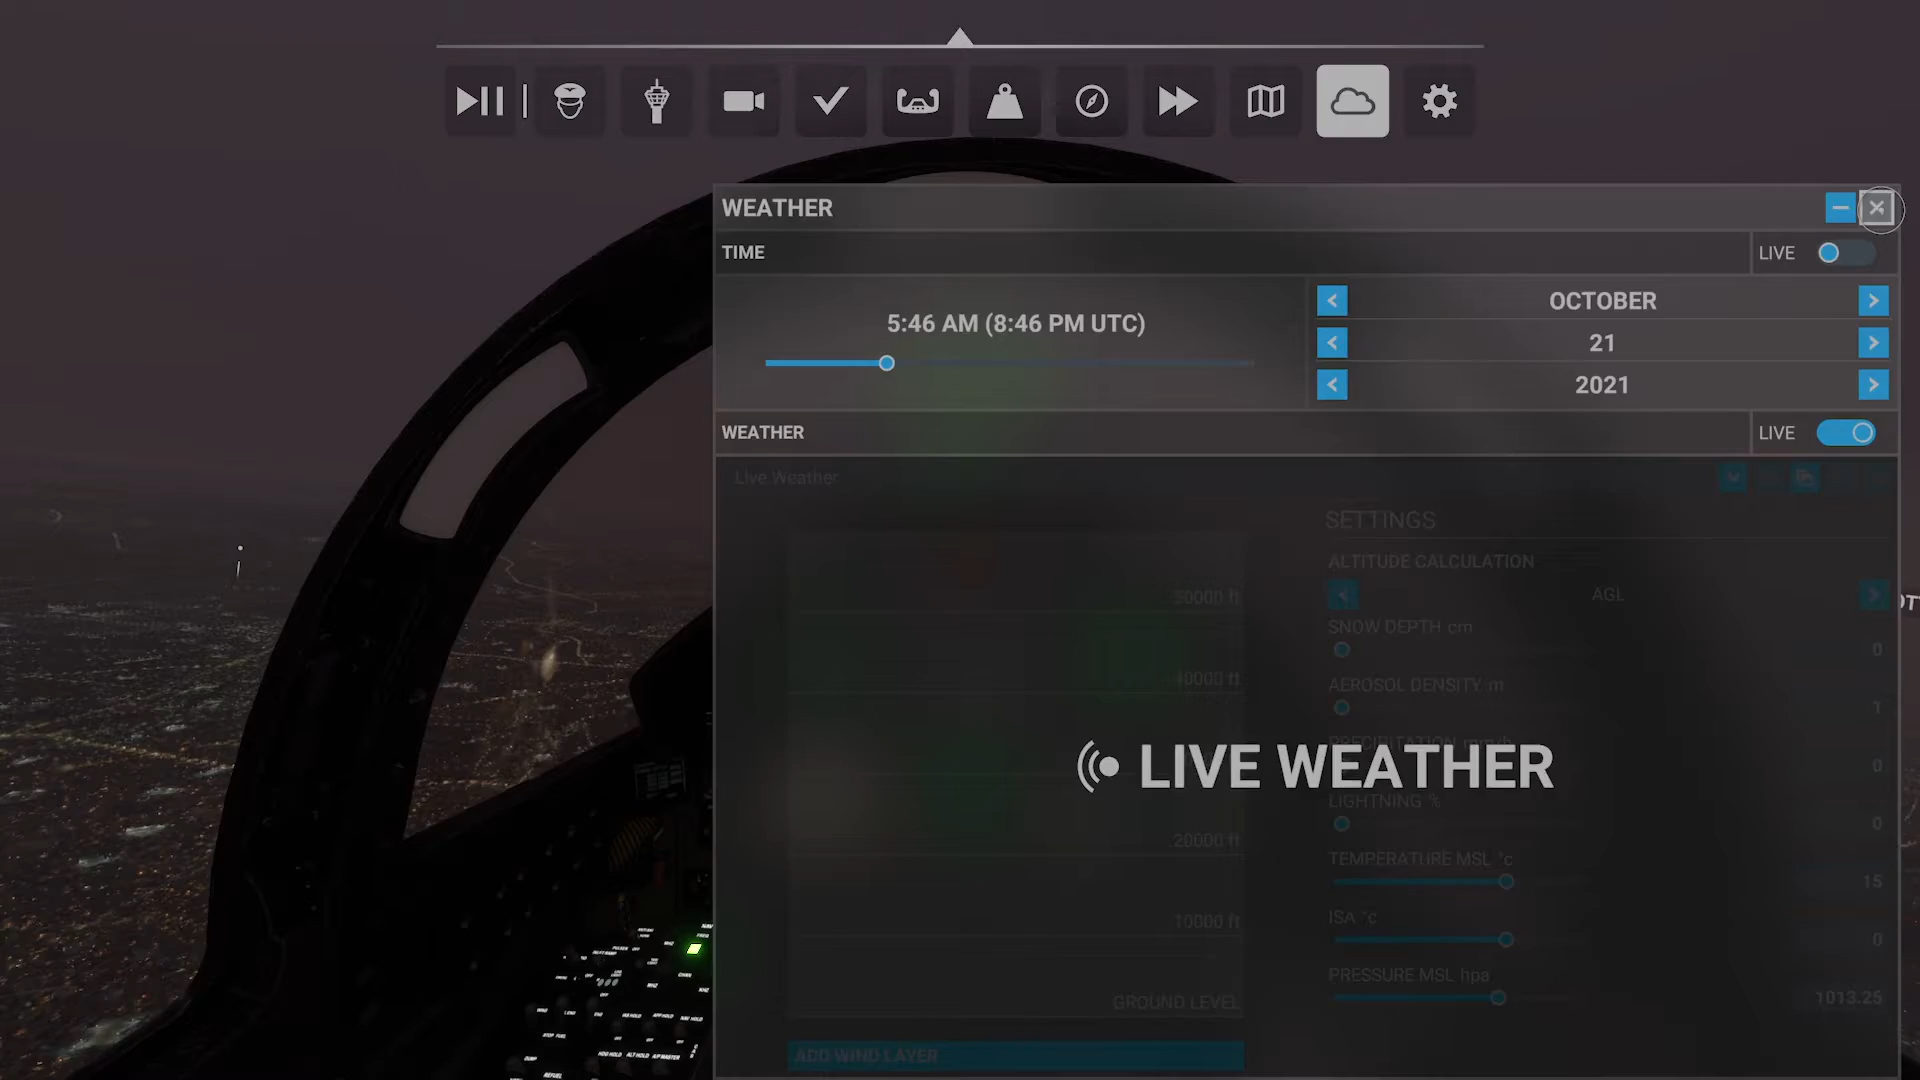 WEATHER
TIME
LIVE
5:46 AM (8:46 PM UTC)
OCTOBER
21
2021
WEATHER
LIVE
Live Weather
SETTINGS
ALTITUDE CALCULATION
AGL
SNOW DEPTH cm
0
AEROSOL DENSITY m
1
PRECIPITATION mm/h
0
LIGHTNING %
0
TEMPERATURE MSL °c
15
ISA °c
0
PRESSURE MSL hpa
1013.25
LIVE WEATHER
50000 ft
40000 ft
20000 ft
10000 ft
GROUND LEVEL
ADD WIND LAYER